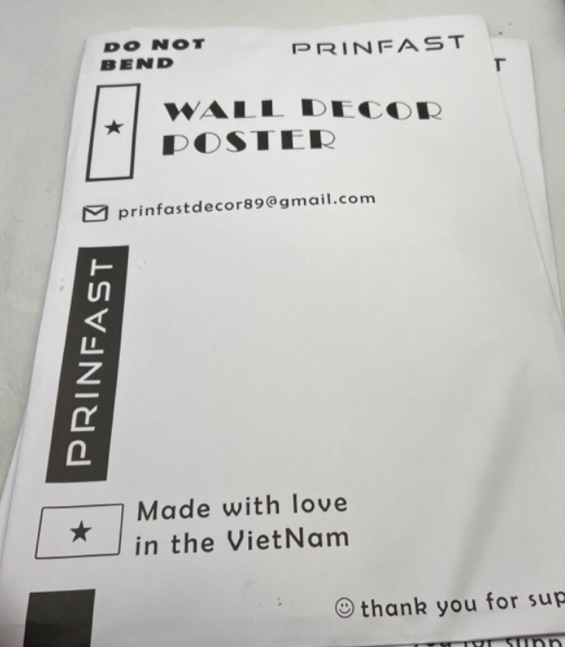 DO NOT
BEND
PRINFAST
T
WALL DECOR
POSTER
prinfastdecor89@gmail.com
PRINFAST
Made with love
in the VietNam
thank you for sup